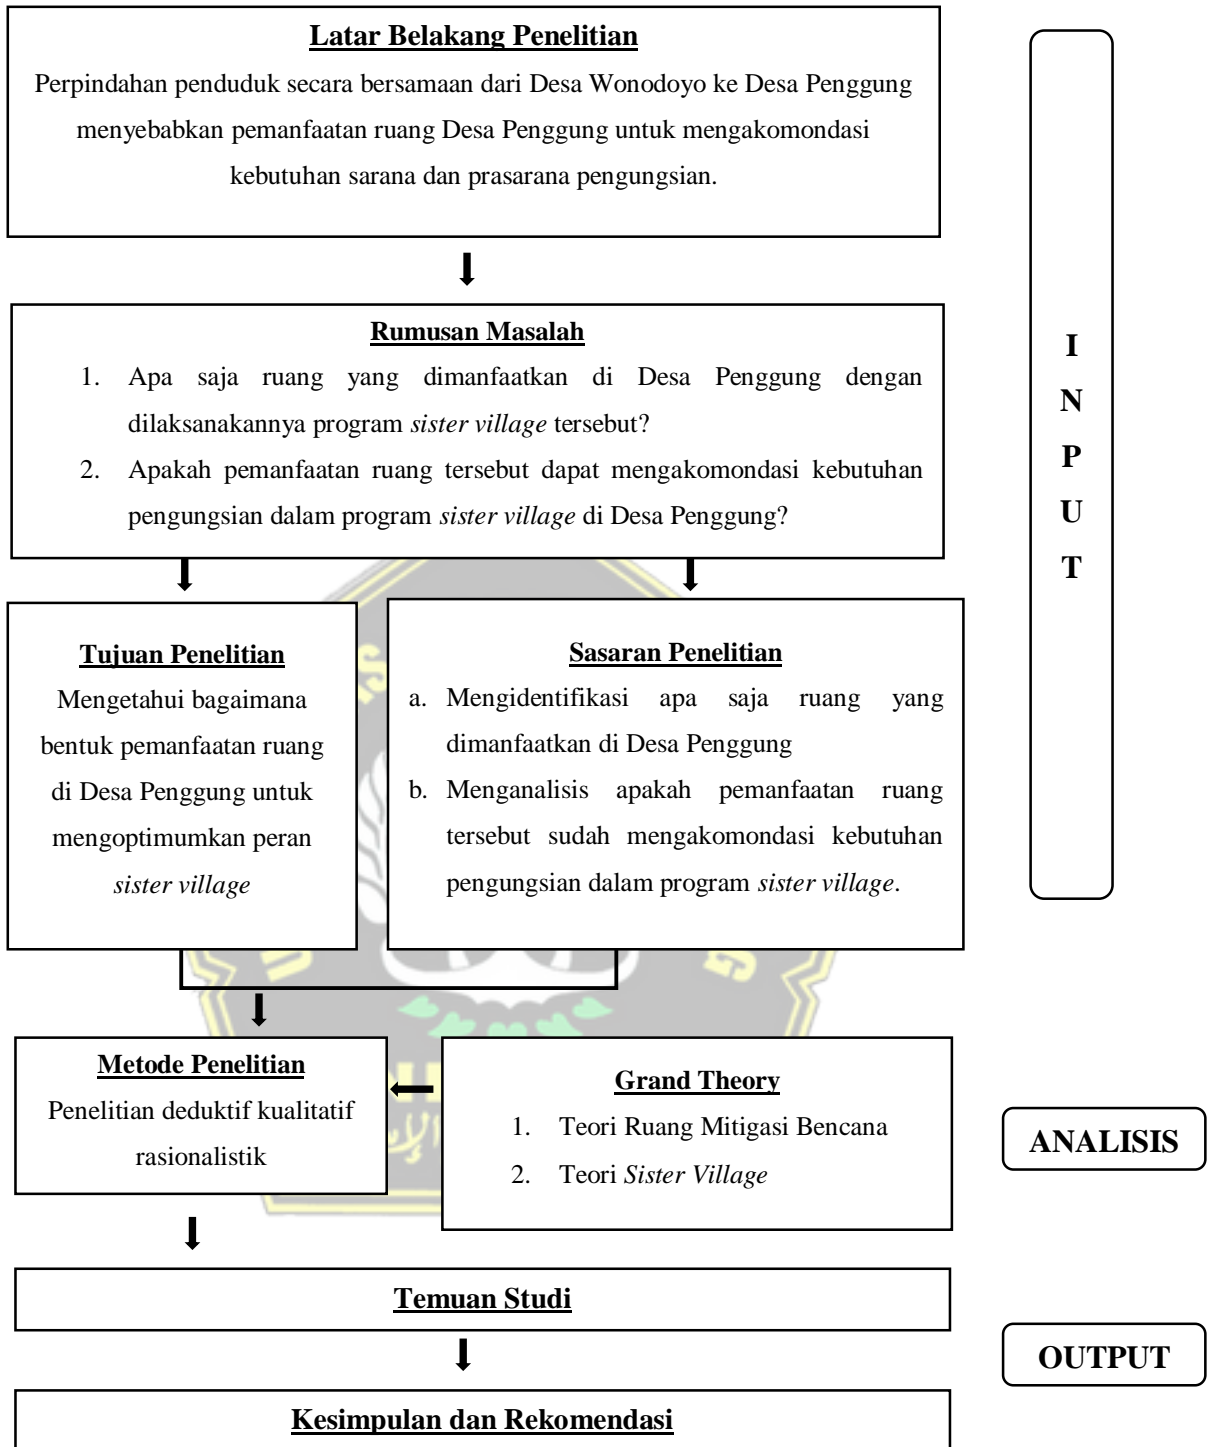 Latar Belakang Penelitian
Perpindahan penduduk secara bersamaan dari Desa Wonodoyo ke Desa Penggung
menyebabkan pemanfaatan ruang Desa Penggung untuk mengakomondasi
kebutuhan sarana dan prasarana pengungsian.
Rumusan Masalah
1. Apa saja ruang yang dimanfaatkan di Desa Penggung dengan
dilaksanakannya program sister village tersebut?
2. Apakah pemanfaatan ruang tersebut dapat mengakomondasi kebutuhan
pengungsian dalam program sister village di Desa Penggung?
Tujuan Penelitian
Mengetahui bagaimana
bentuk pemanfaatan ruang
di Desa Penggung untuk
mengoptimumkan peran
sister village
Sasaran Penelitian
a. Mengidentifikasi apa saja ruang yang
dimanfaatkan di Desa Penggung
b. Menganalisis apakah pemanfaatan ruang
tersebut sudah mengakomondasi kebutuhan
pengungsian dalam program sister village.
Metode Penelitian
Penelitian deduktif kualitatif
rasionalistik
Grand Theory
1. Teori Ruang Mitigasi Bencana
2. Teori Sister Village
Temuan Studi
Kesimpulan dan Rekomendasi
I
N
P
U
T
ANALISIS
OUTPUT